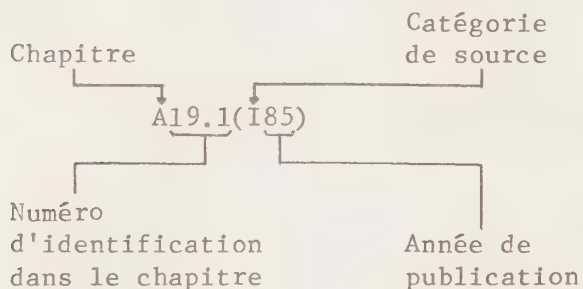 Catégorie
de source
Chapitre
A19.1(I85)
Numéro
d'identification
dans le chapitre
Année de
publication